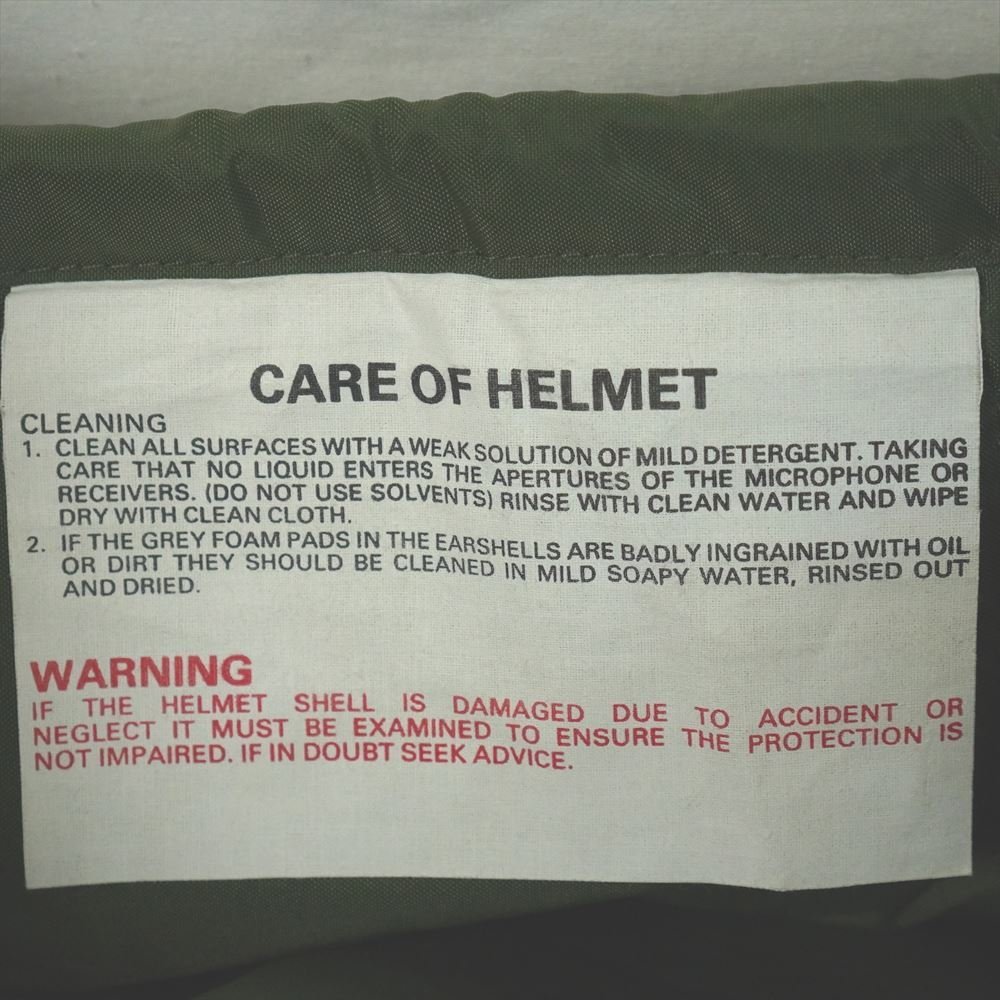 CARE OF HELMET
CLEANING
1. CLEAN ALL SURFACES WITH A WEAK SOLUTION OF MILD DETERGENT. TAKING
CARE THAT NO LIQUID ENTERS THE APERTURES OF THE MICROPHONE OR
RECEIVERS. (DO NOT USE SOLVENTS) RINSE WITH CLEAN WATER AND WIPE
DRY WITH CLEAN CLOTH.
2. IF THE GREY FOAM PADS IN THE EARSHELLS ARE BADLY INGRAINED WITH OIL
OR DIRT THEY SHOULD BE CLEANED IN MILD SOAPY WATER, RINSED OUT
AND DRIED.
WARNING
IF THE HELMET SHELL IS DAMAGED DUE TO ACCIDENT OR
NEGLECT IT MUST BE EXAMINED TO ENSURE THE PROTECTION IS
NOT IMPAIRED. IF IN DOUBT SEEK ADVICE.